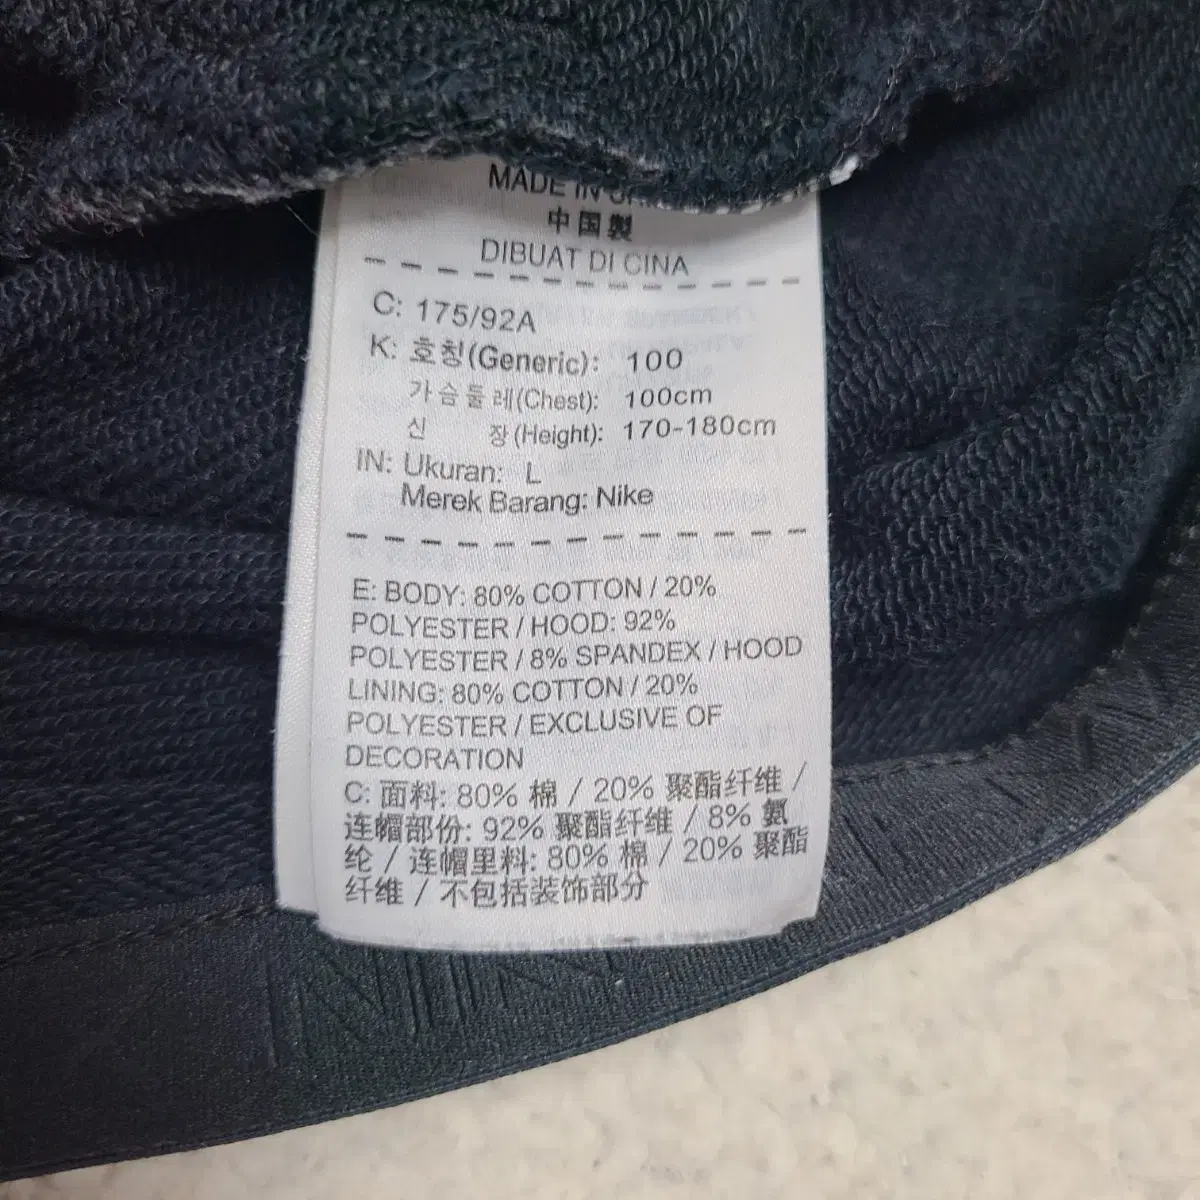 MADE IN
中国製
DIBUAT DI CINA
C: 175/92A
K: 호칭(Generic): 100
가슴둘레(Chest): 100cm
신 장(Height): 170-180cm
IN: Ukuran: L
Merek Barang: Nike
E: BODY: 80% COTTON / 20%
POLYESTER / HOOD: 92%
POLYESTER / 8% SPANDEX / HOOD
LINING: 80% COTTON / 20%
POLYESTER / EXCLUSIVE OF
DECORATION
C: 面料: 80% 棉 / 20% 聚酯纤维 /
连帽部份: 92% 聚酯纤维 / 8% 氨
纶 / 连帽里料: 80% 棉 / 20% 聚酯
纤维 / 不包括装饰部分